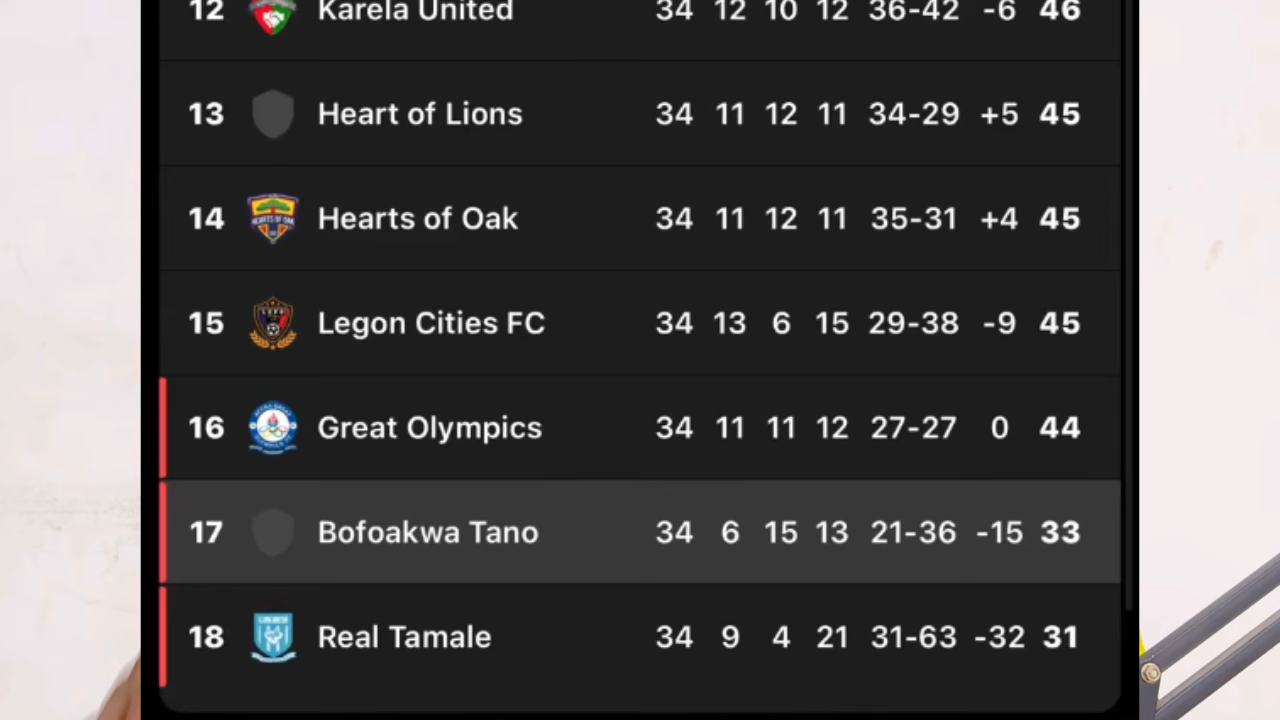 12 Karela United 34 12 10 12 36-42 -6 46
13 Heart of Lions 34 11 12 11 34-29 +5 45
14 Hearts of Oak 34 11 12 11 35-31 +4 45
HEARTS OF OAK
15 Legon Cities FC 34 13 6 15 29-38 -9 45
16 Great Olympics 34 11 11 12 27-27 0 44
17 Bofoakwa Tano 34 6 15 13 21-36 -15 33
18 Real Tamale 34 9 4 21 31-63 -32 31